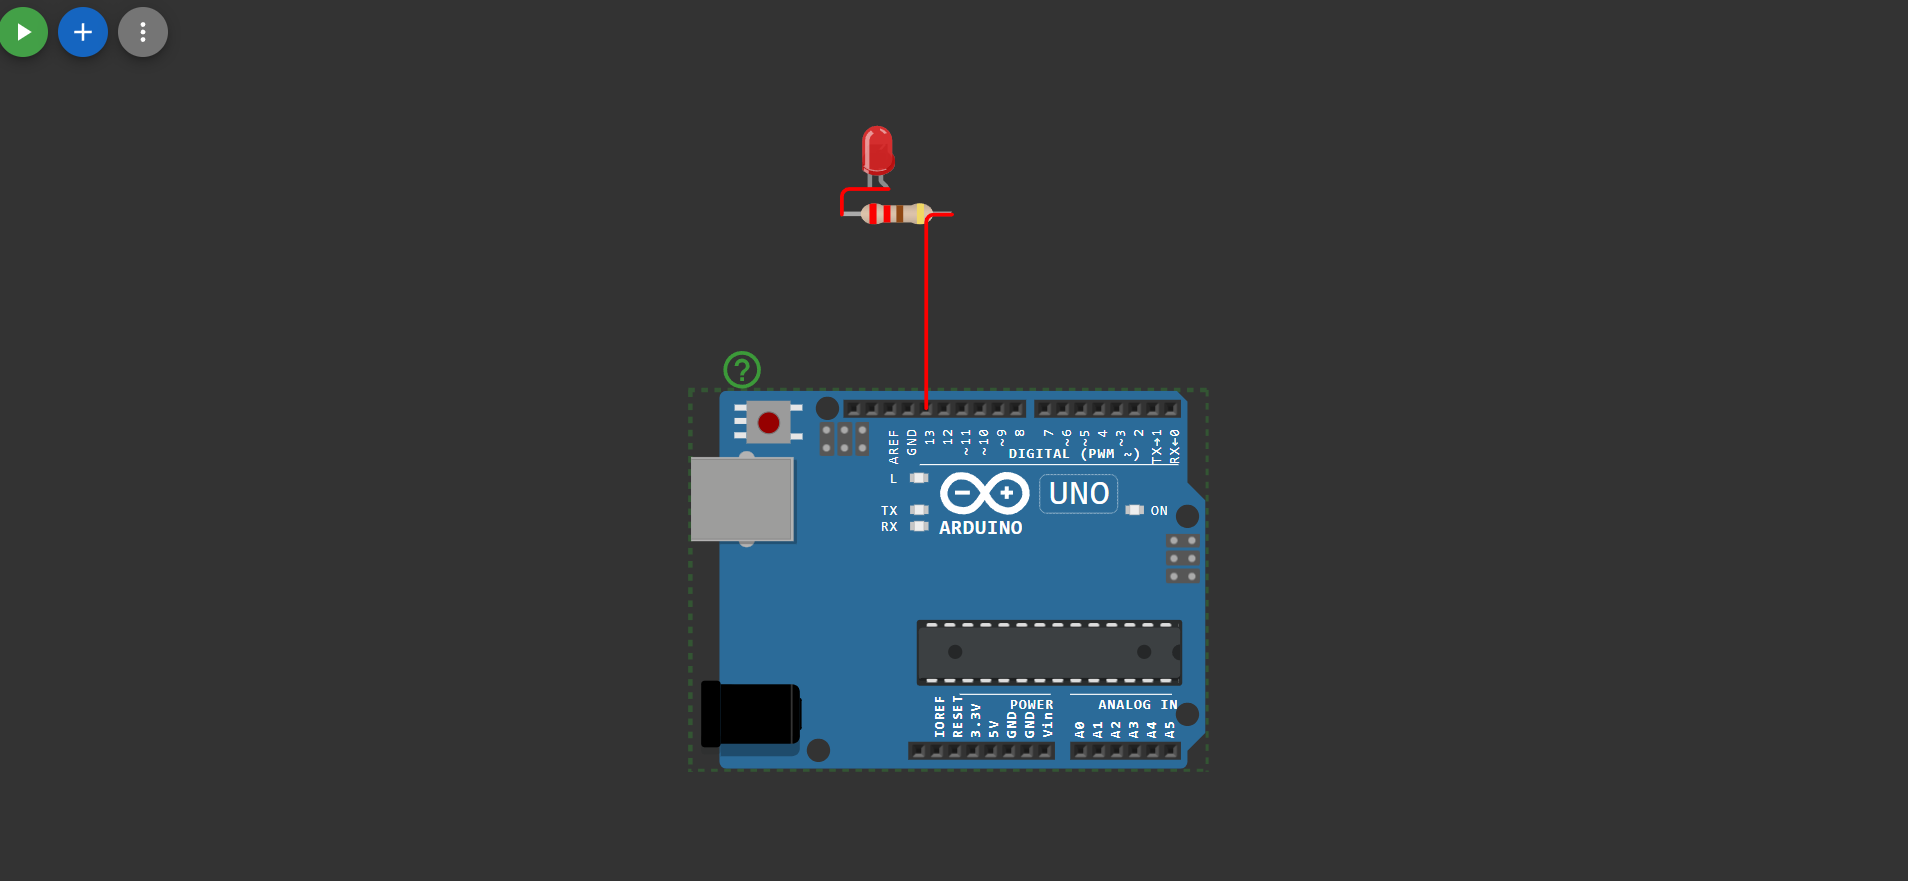 ?
AREF
GND
13
12
~11
~10
~9
8
7
~6
~5
4
~3
2
TX→1
RX←0
DIGITAL (PWM ~)
L
TX
RX
UNO
ON
ARDUINO
POWER
ANALOG IN
IOREF
RESET
3.3V
5V
GND
GND
Vin
A0
A1
A2
A3
A4
A5